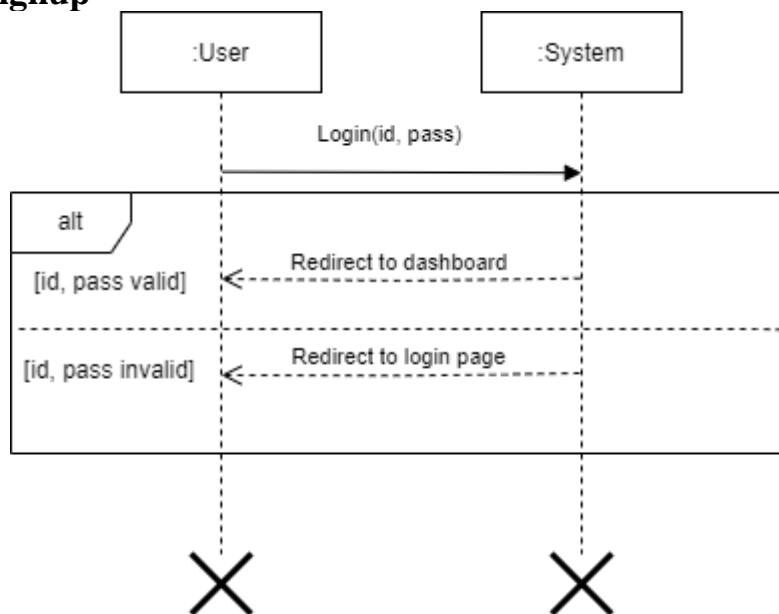 :User
:System
Login(id, pass)
alt
Redirect to dashboard
[id, pass valid]
Redirect to login page
[id, pass invalid]